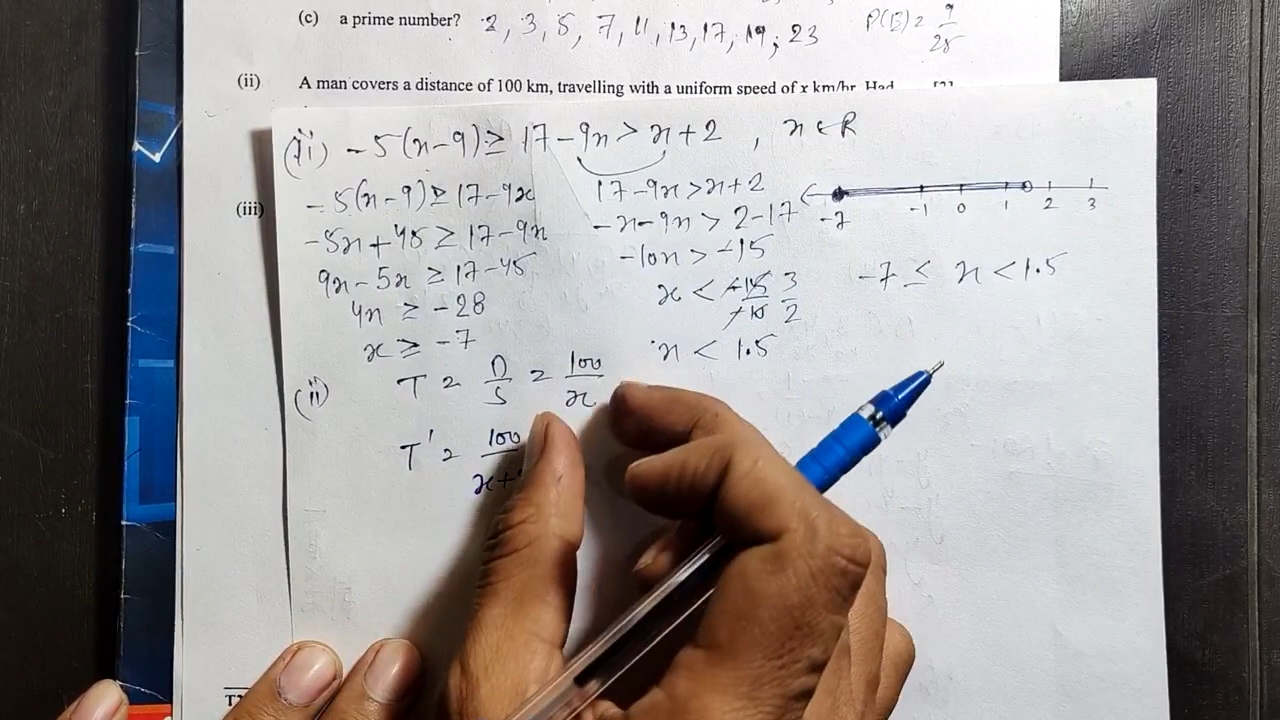 (c) a prime number? 2, 3, 5, 7, 11, 13, 17, 19, 23 P(E) = 9/25
(ii) A man covers a distance of 100 km, travelling with a uniform speed of x km/hr. Had [3]
(ii) -5(x-9) ≥ 17-9x > x+2 , x ∈ R
-5(x-9) ≥ 17-9x
-5x+45 ≥ 17-9x
9x-5x ≥ 17-45
4x ≥ -28
x ≥ -7
17-9x > x+2
-x-9x > 2-17
-10x > -15
x < -15/-10 3/2
x < 1.5
-7 -1 0 1 2 3
-7 ≤ x < 1.5
(iii)
(ii) T = D/S = 100/x
T' = 100/x+